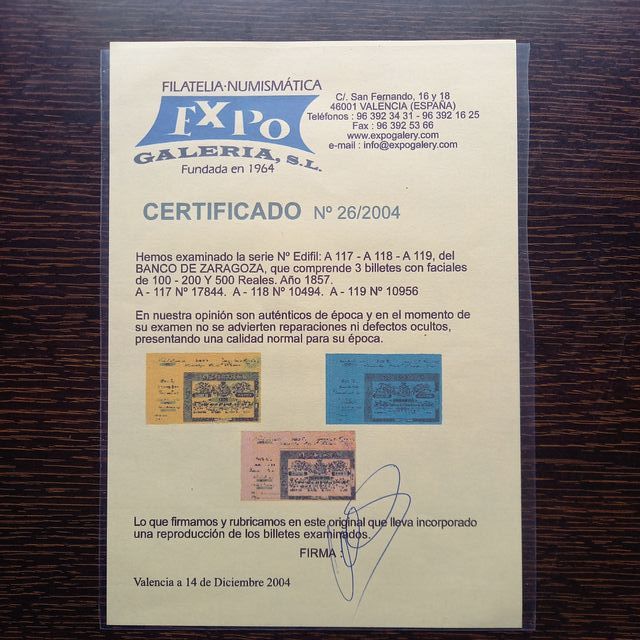 FILATELIA-NUMISMÁTICA
EXPO
GALERIA, S.L.
Fundada en 1964
C/. San Fernando, 16 y 18
46001 VALENCIA (ESPAÑA)
Teléfonos : 96 392 34 31 - 96 392 16 25
Fax : 96 392 53 66
www.expogalery.com
e-mail : info@expogalery.com
CERTIFICADO Nº 26/2004
Hemos examinado la serie Nº Edifil: A 117 - A 118 - A 119, del
BANCO DE ZARAGOZA, que comprende 3 billetes con faciales
de 100 - 200 Y 500 Reales. Año 1857.
A - 117 Nº 17844. A - 118 Nº 10494. A - 119 Nº 10956
En nuestra opinión son auténticos de época y en el momento de
su examen no se advierten reparaciones ni defectos ocultos,
presentando una calidad normal para su época.
Lo que firmamos y rubricamos en este original que lleva incorporado
una reproducción de los billetes examinados.
FIRMA :
Valencia a 14 de Diciembre 2004